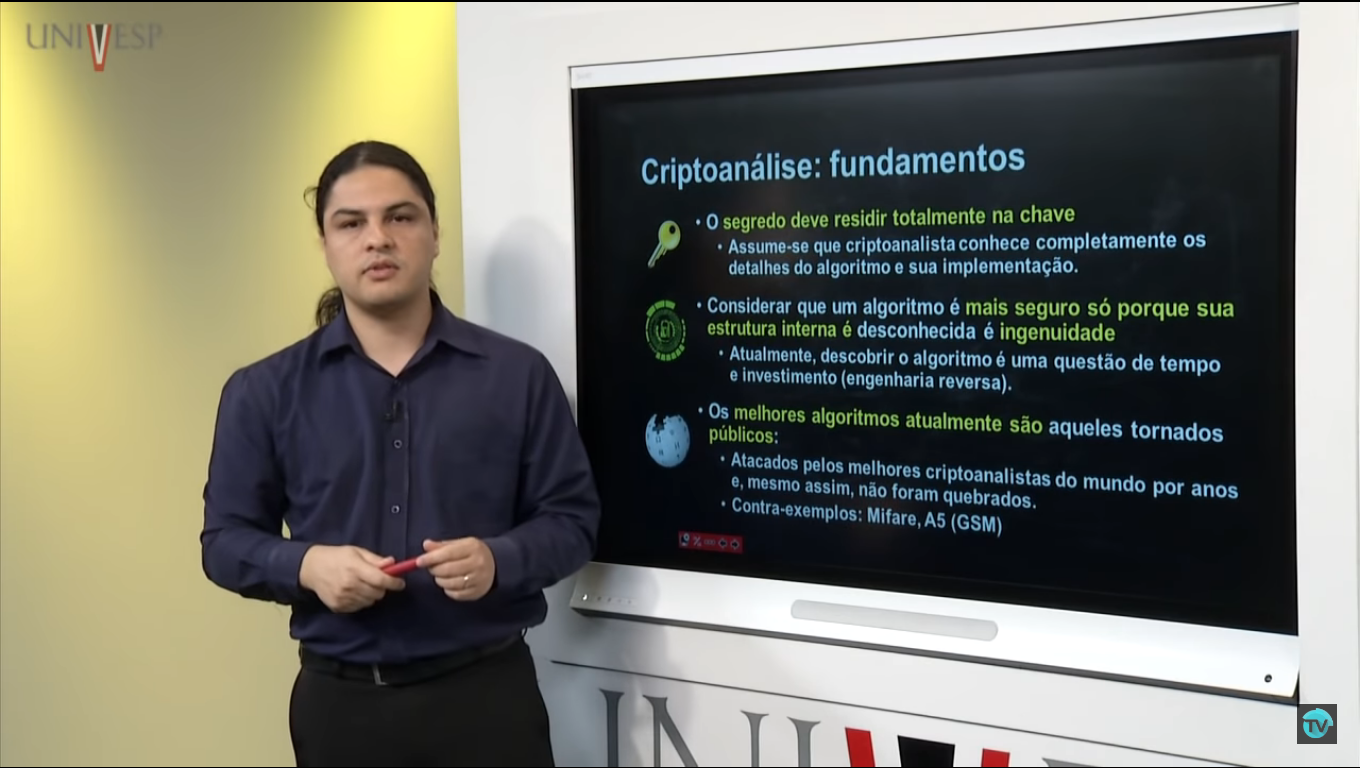 UNIVESP
Criptoanálise: fundamentos
• O segredo deve residir totalmente na chave
• Assume-se que criptoanalista conhece completamente os
detalhes do algoritmo e sua implementação.
• Considerar que um algoritmo é mais seguro só porque sua
estrutura interna é desconhecida é ingenuidade
• Atualmente, descobrir o algoritmo é uma questão de tempo
e investimento (engenharia reversa).
• Os melhores algoritmos atualmente são aqueles tornados
públicos:
• Atacados pelos melhores criptoanalistas do mundo por anos
e, mesmo assim, não foram quebrados.
• Contra-exemplos: Mifare, A5 (GSM)
UNIVE
TV